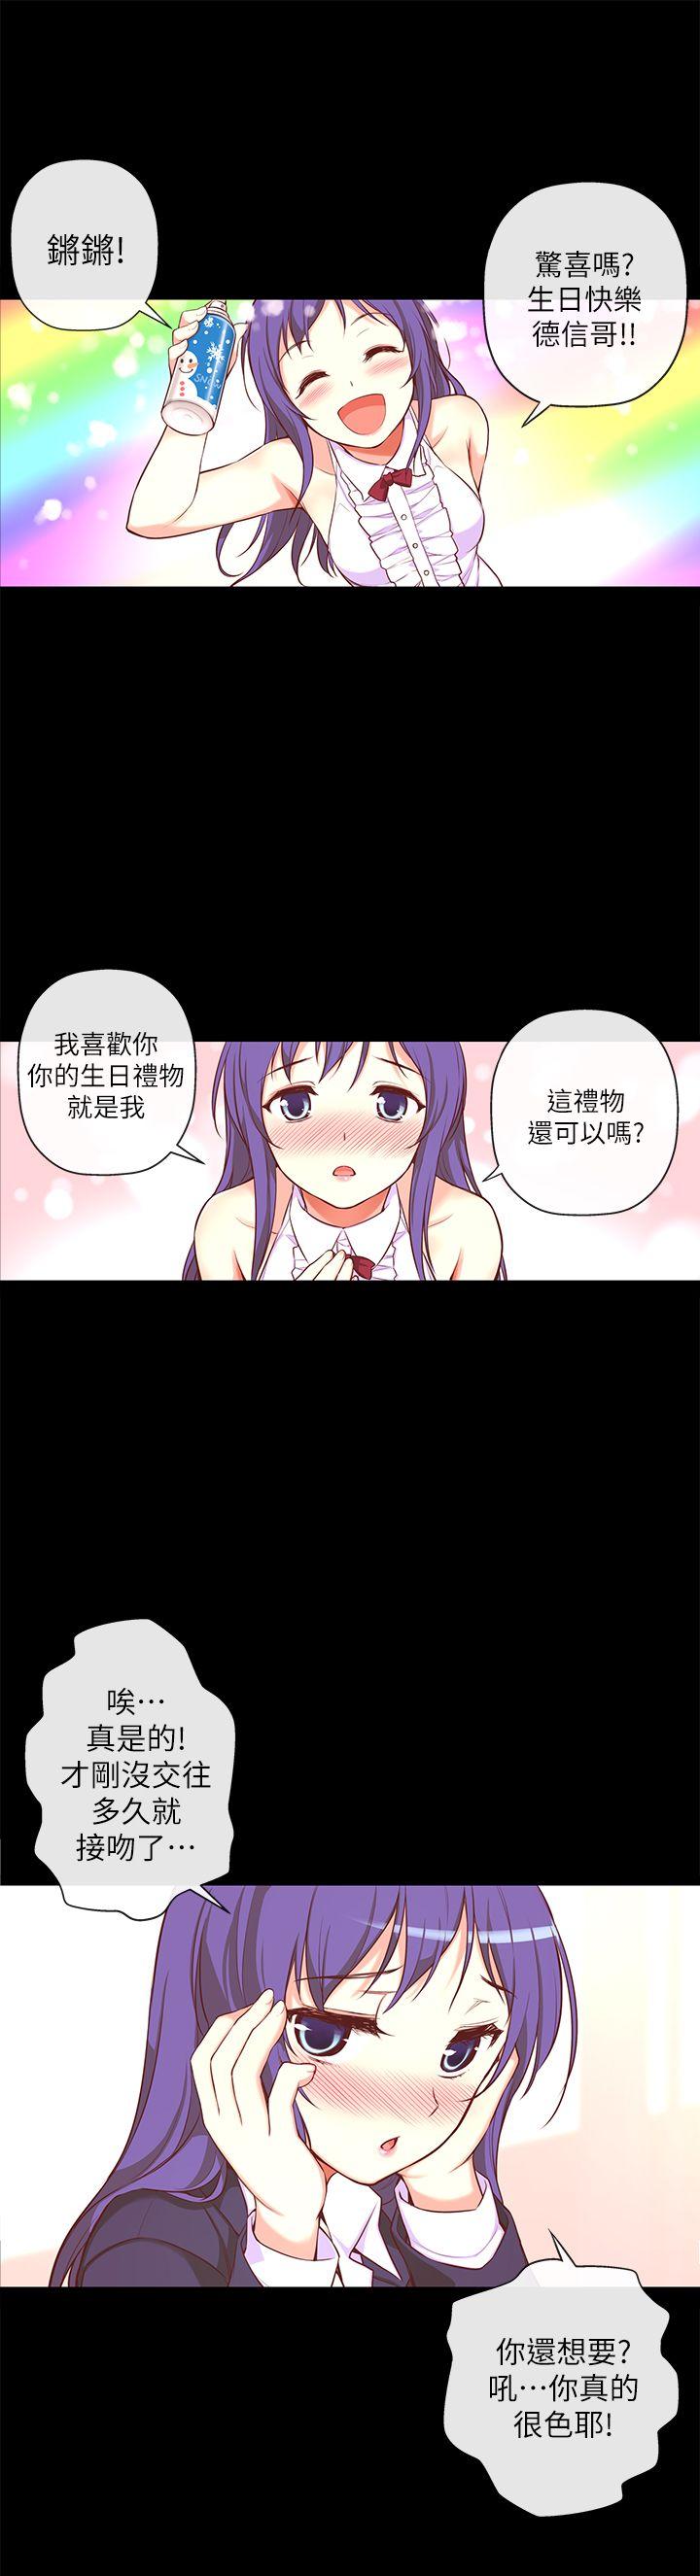 鏘鏘!
SNOW
驚喜嗎?
生日快樂
德信哥!!
我喜歡你
你的生日禮物
就是我
這禮物
還可以嗎?
唉…
真是的!
才剛沒交往
多久就
接吻了…
你還想要?
吼…你真的
很色耶!